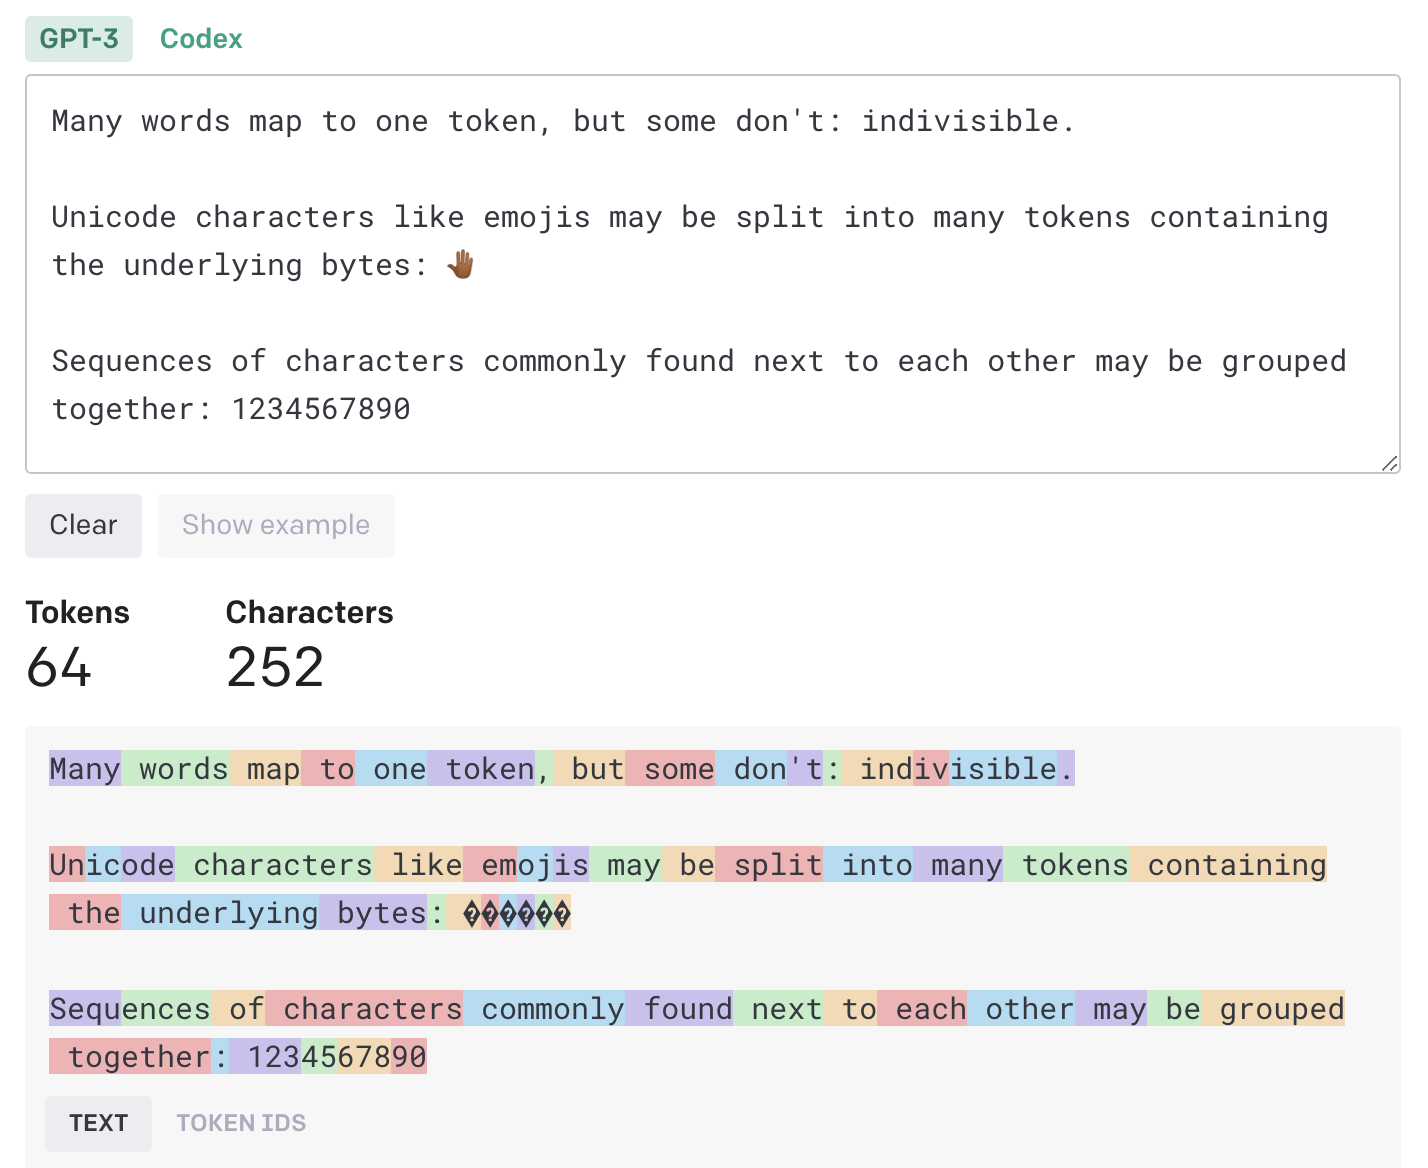 GPT-3 Codex
Many words map to one token, but some don't: indivisible.
Unicode characters like emojis may be split into many tokens containing
the underlying bytes: 🤚🏾
Sequences of characters commonly found next to each other may be grouped
together: 1234567890
Clear Show example
Tokens Characters
64 252
Many words map to one token, but some don't: indivisible.
Unicode characters like emojis may be split into many tokens containing
the underlying bytes: ������
Sequences of characters commonly found next to each other may be grouped
together: 1234567890
TEXT TOKEN IDS